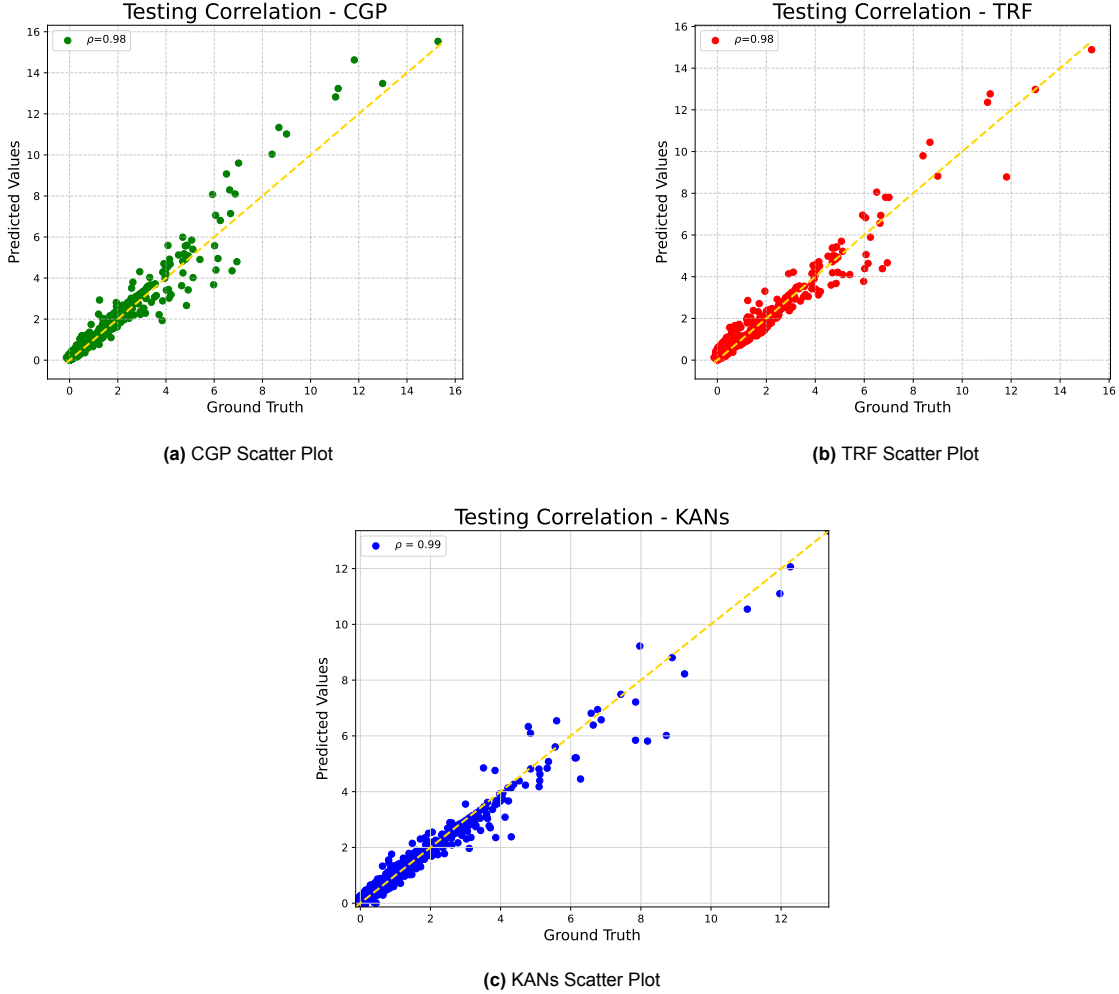 Testing Correlation - CGP
ρ=0.98
Predicted Values
16
14
12
10
8
6
4
2
0
0 2 4 6 8 10 12 14 16
Ground Truth
(a) CGP Scatter Plot
Testing Correlation - TRF
ρ=0.98
Predicted Values
16
14
12
10
8
6
4
2
0
0 2 4 6 8 10 12 14 16
Ground Truth
(b) TRF Scatter Plot
Testing Correlation - KANs
ρ = 0.99
Predicted Values
12
10
8
6
4
2
0
0 2 4 6 8 10 12
Ground Truth
(c) KANs Scatter Plot